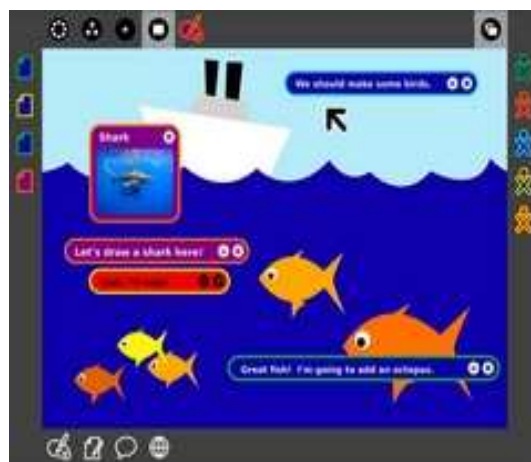 We should make some birds.
Shark
Let's draw a shark here!
Great fish! I'm going to add an octopus.